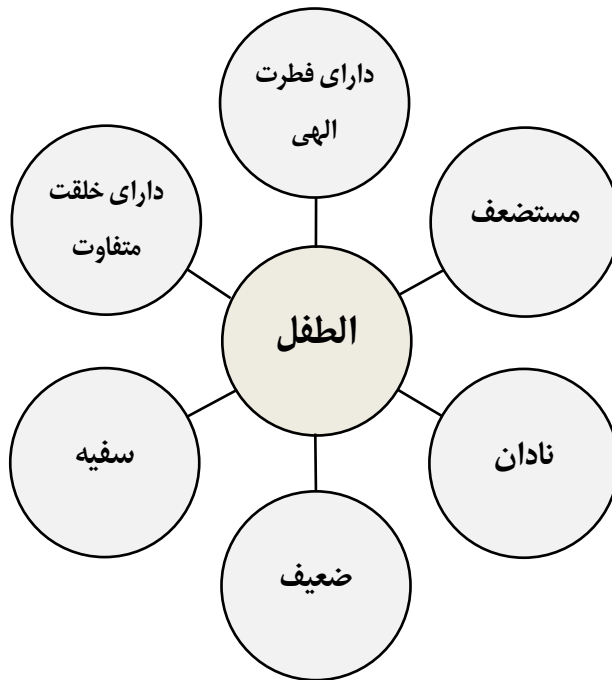 دارای فطرت
الهی
مستضعف
دارای خلقت
متفاوت
الطفل
نادان
سفیه
ضعیف